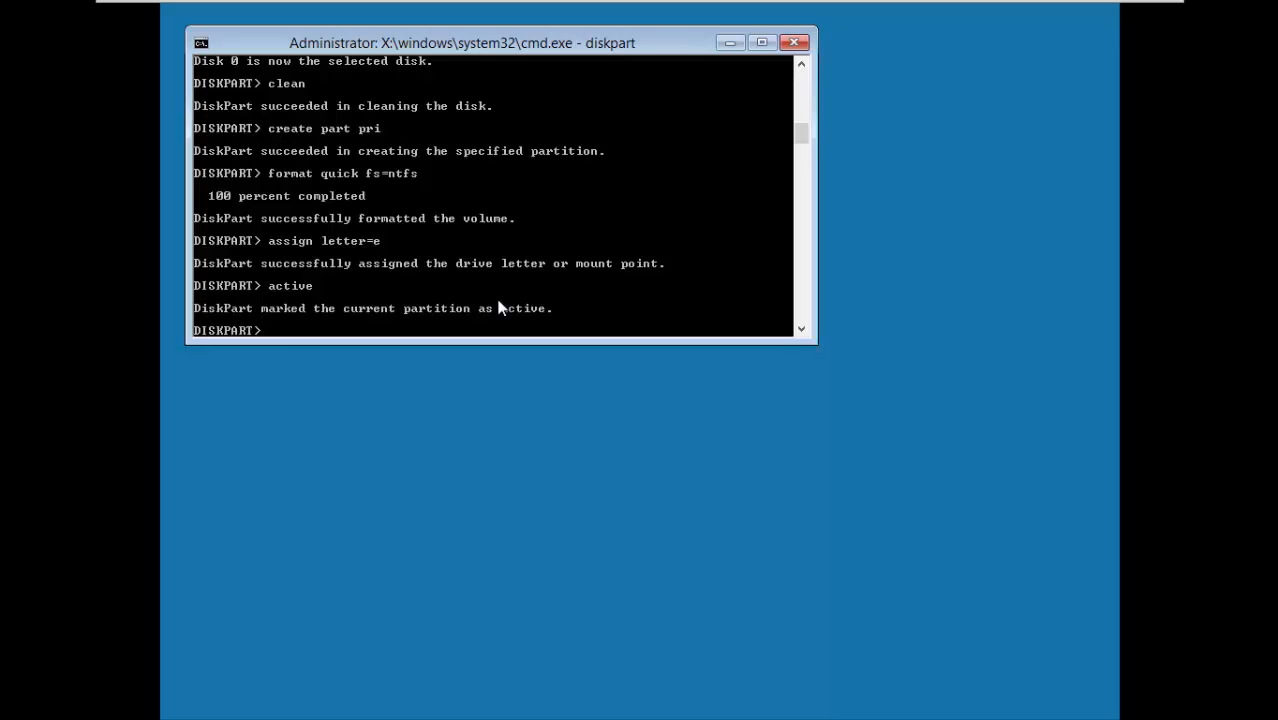 Administrator: X:\windows\system32\cmd.exe - diskpart
Disk 0 is now the selected disk.
DISKPART> clean
DiskPart succeeded in cleaning the disk.
DISKPART> create part pri
DiskPart succeeded in creating the specified partition.
DISKPART> format quick fs=ntfs
100 percent completed
DiskPart successfully formatted the volume.
DISKPART> assign letter=e
DiskPart successfully assigned the drive letter or mount point.
DISKPART> active
DiskPart marked the current partition as active.
DISKPART>